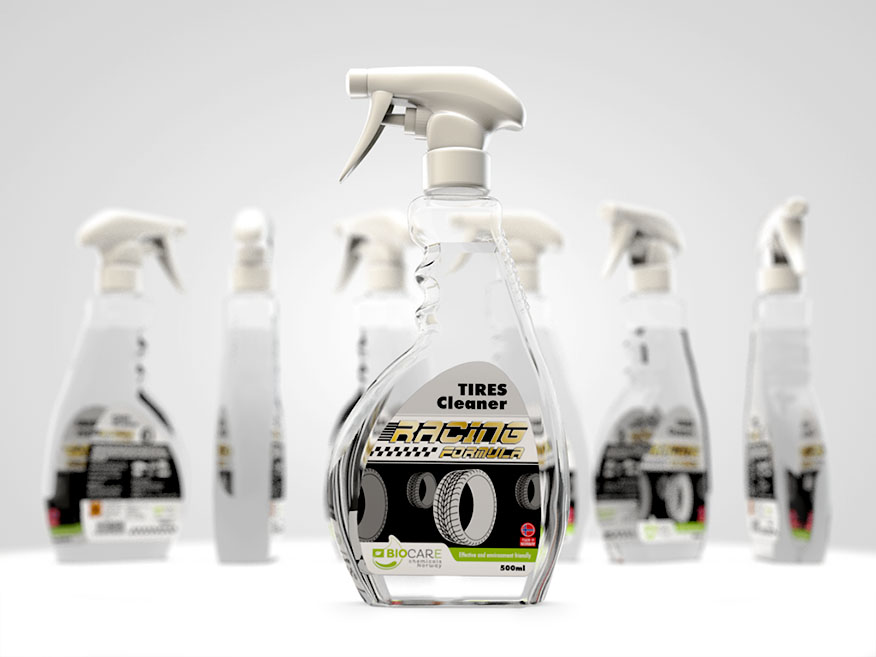 TIRES
Cleaner
RACING
FORMULA
BIOCARE
chemicals
Norway
Effective and environment friendly
500ml